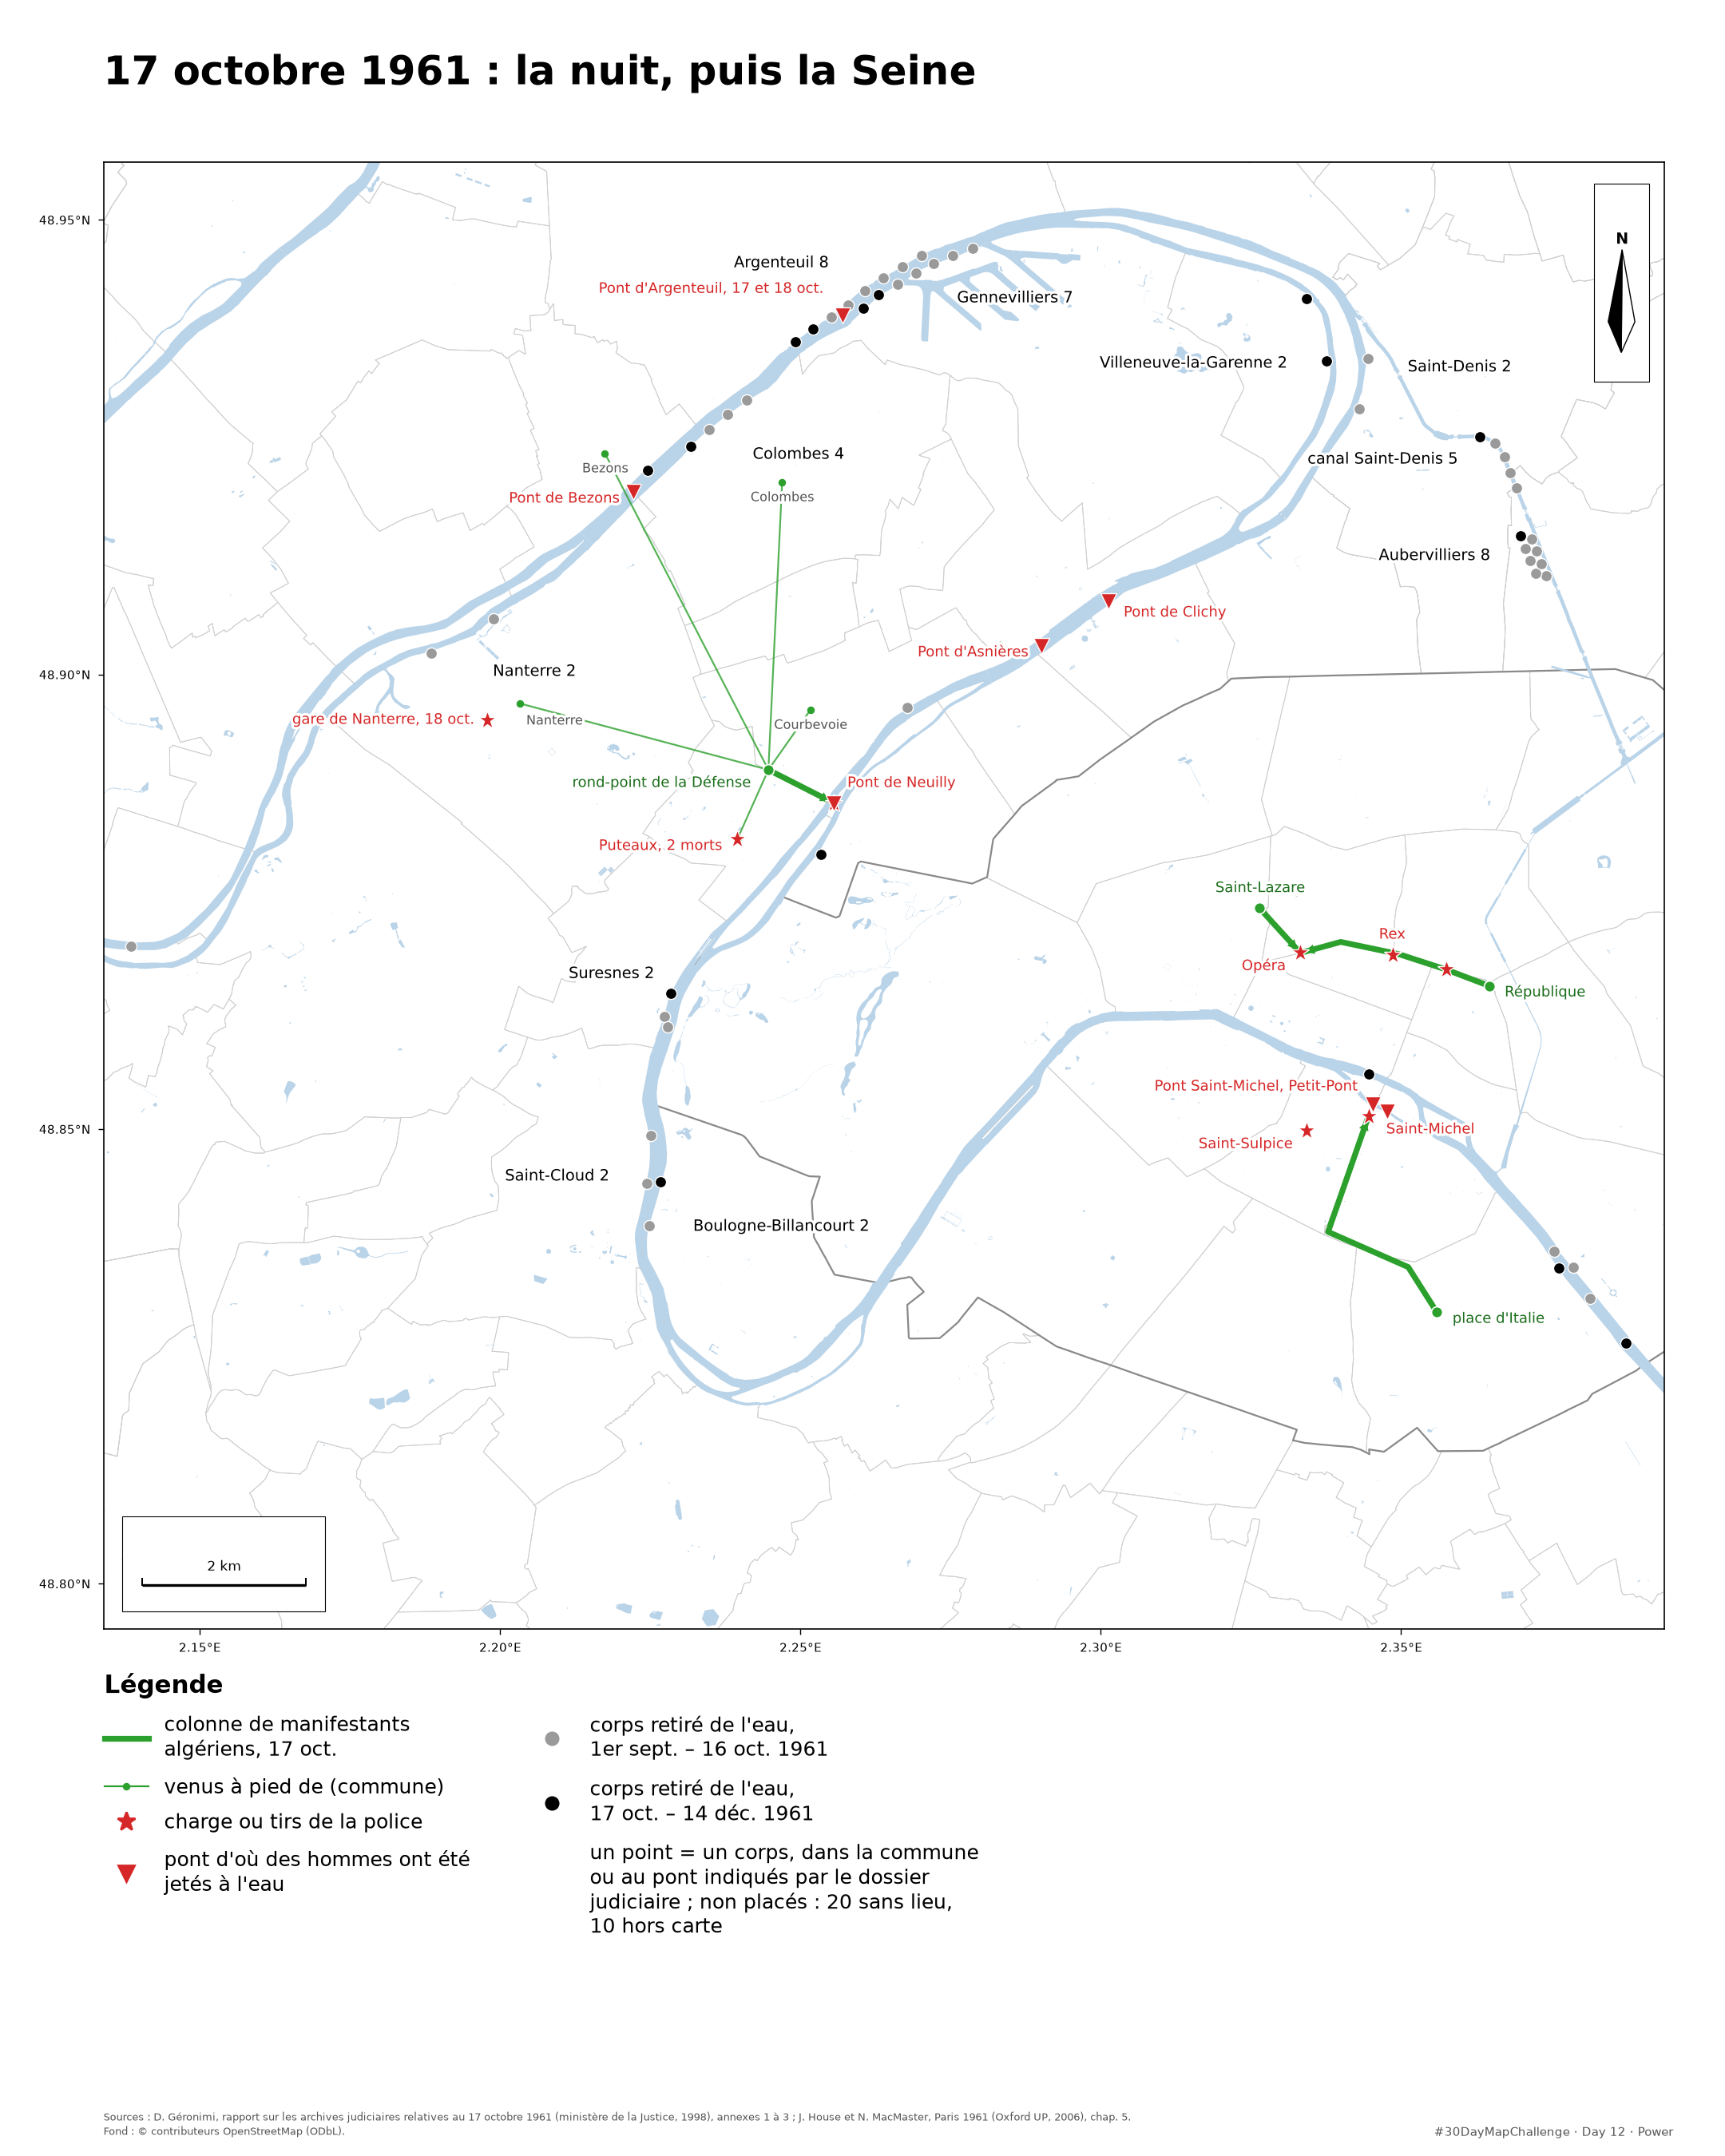 17 octobre 1961 : la nuit, puis la Seine
48.95°N
48.90°N
48.85°N
48.80°N
2.15°E
2.20°E
2.25°E
2.30°E
2.35°E
N
Argenteuil 8
Pont d'Argenteuil, 17 et 18 oct.
Gennevilliers 7
Villeneuve-la-Garenne 2
Saint-Denis 2
Colombes 4
canal Saint-Denis 5
Bezons
Pont de Bezons
Colombes
Aubervilliers 8
Pont de Clichy
Pont d'Asnières
Nanterre 2
gare de Nanterre, 18 oct.
Nanterre
Courbevoie
rond-point de la Défense
Pont de Neuilly
Puteaux, 2 morts
Saint-Lazare
Rex
Opéra
République
Suresnes 2
Pont Saint-Michel, Petit-Pont
Saint-Michel
Saint-Sulpice
Saint-Cloud 2
Boulogne-Billancourt 2
place d'Italie
2 km
Légende
colonne de manifestants
algériens, 17 oct.
venus à pied de (commune)
charge ou tirs de la police
pont d'où des hommes ont été
jetés à l'eau
corps retiré de l'eau,
1er sept. – 16 oct. 1961
corps retiré de l'eau,
17 oct. – 14 déc. 1961
un point = un corps, dans la commune
ou au pont indiqués par le dossier
judiciaire ; non placés : 20 sans lieu,
10 hors carte
Sources : D. Géronimi, rapport sur les archives judiciaires relatives au 17 octobre 1961 (ministère de la Justice, 1998), annexes 1 à 3 ; J. House et N. MacMaster, Paris 1961 (Oxford UP, 2006), chap. 5.
Fond : © contributeurs OpenStreetMap (ODbL).
#30DayMapChallenge · Day 12 · Power